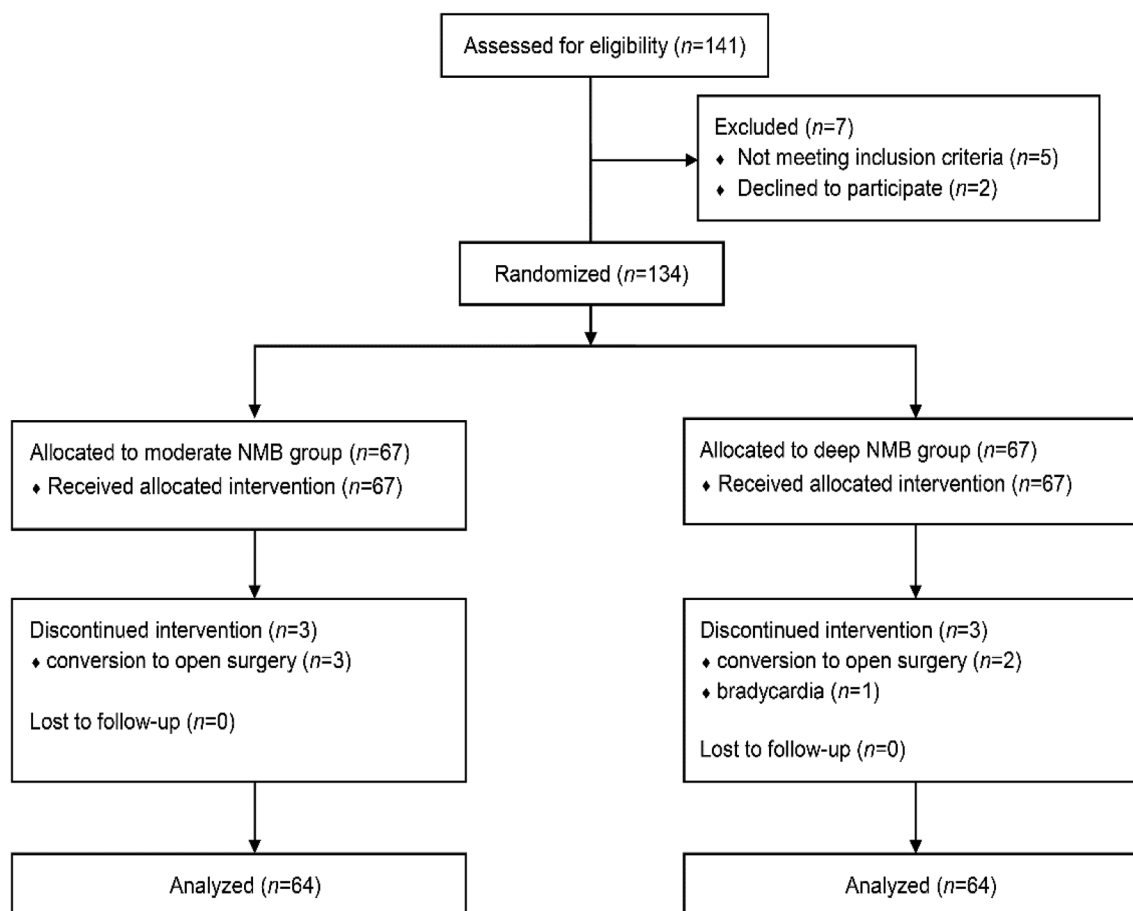 Assessed for eligibility (n=141)
Excluded (n=7)
♦ Not meeting inclusion criteria (n=5)
♦ Declined to participate (n=2)
Randomized (n=134)
Allocated to moderate NMB group (n=67)
♦ Received allocated intervention (n=67)
Allocated to deep NMB group (n=67)
♦ Received allocated intervention (n=67)
Discontinued intervention (n=3)
♦ conversion to open surgery (n=3)
Lost to follow-up (n=0)
Discontinued intervention (n=3)
♦ conversion to open surgery (n=2)
♦ bradycardia (n=1)
Lost to follow-up (n=0)
Analyzed (n=64)
Analyzed (n=64)